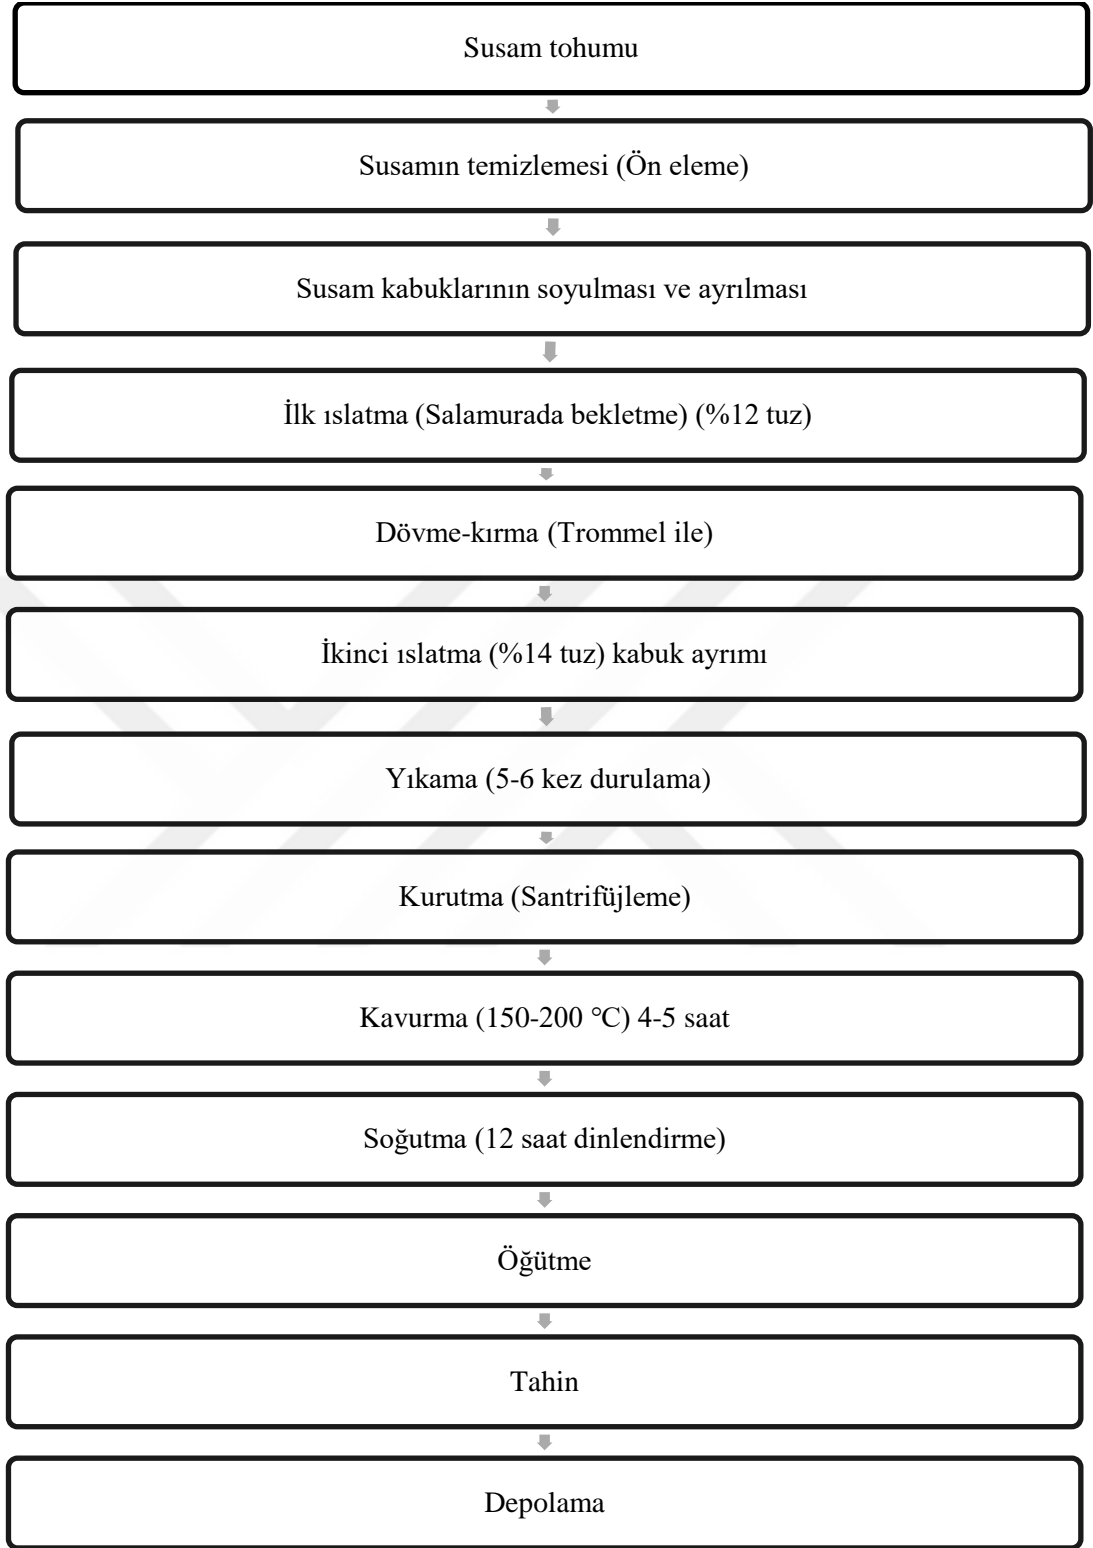 Susam tohumu
Susamın temizlemesi (Ön eleme)
Susam kabuklarının soyulması ve ayrılması
İlk ıslatma (Salamurada bekletme) (%12 tuz)
Dövme-kırma (Trommel ile)
İkinci ıslatma (%14 tuz) kabuk ayrımı
Yıkama (5-6 kez durulama)
Kurutma (Santrifüjleme)
Kavurma (150-200 ℃) 4-5 saat
Soğutma (12 saat dinlendirme)
Öğütme
Tahin
Depolama